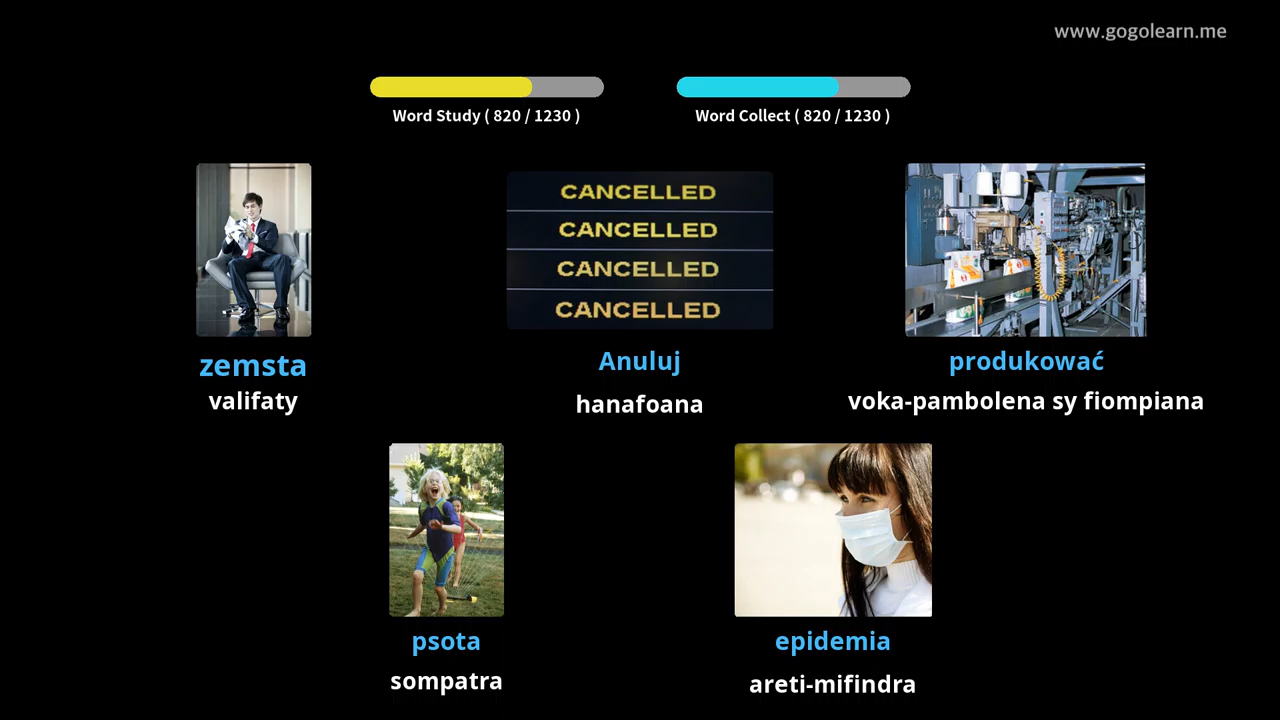 www.gogolearn.me
Word Study ( 820 / 1230 )
Word Collect ( 820 / 1230 )
CANCELLED
CANCELLED
CANCELLED
CANCELLED
zemsta
valifaty
Anuluj
hanafoana
produkować
voka-pambolena sy fiompiana
psota
sompatra
epidemia
areti-mifindra